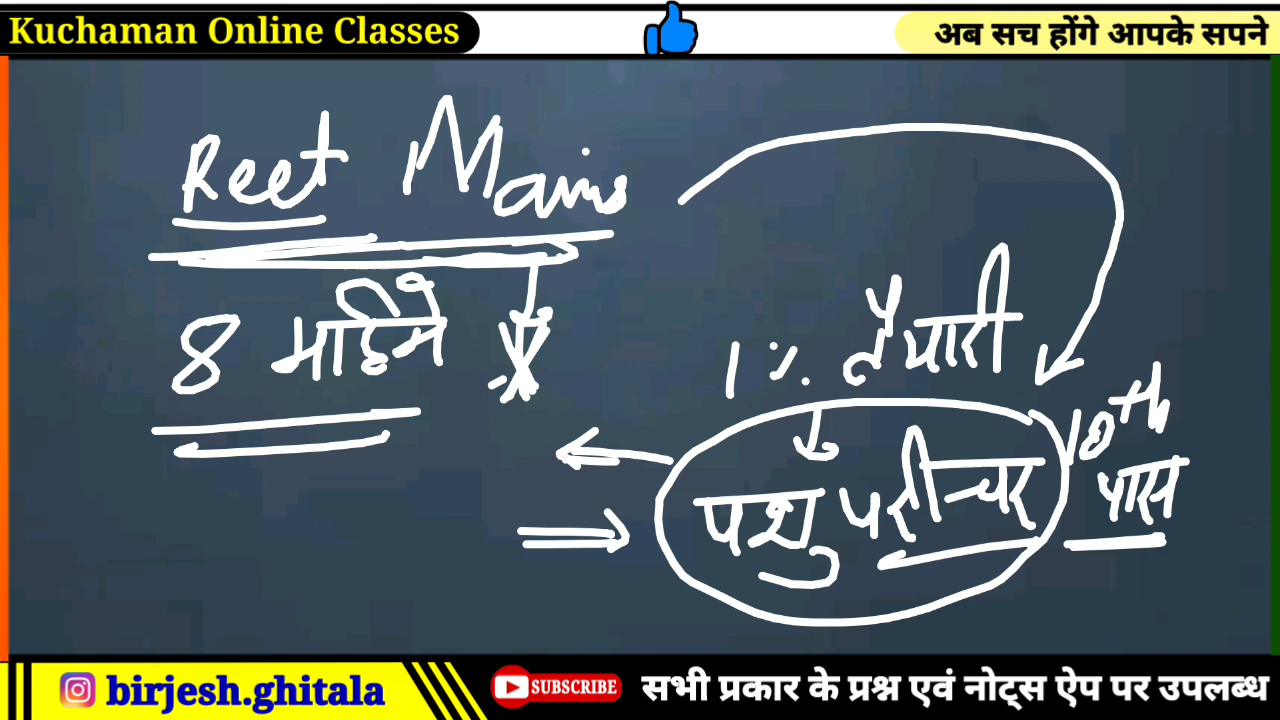 Kuchaman Online Classes
अब सच होंगे आपके सपने
Reet Mains
8 महिने
1% तैयारी
पशु परीचर
10th
पास
birjesh.ghitala
SUBSCRIBE
सभी प्रकार के प्रश्न एवं नोट्स ऐप पर उपलब्ध